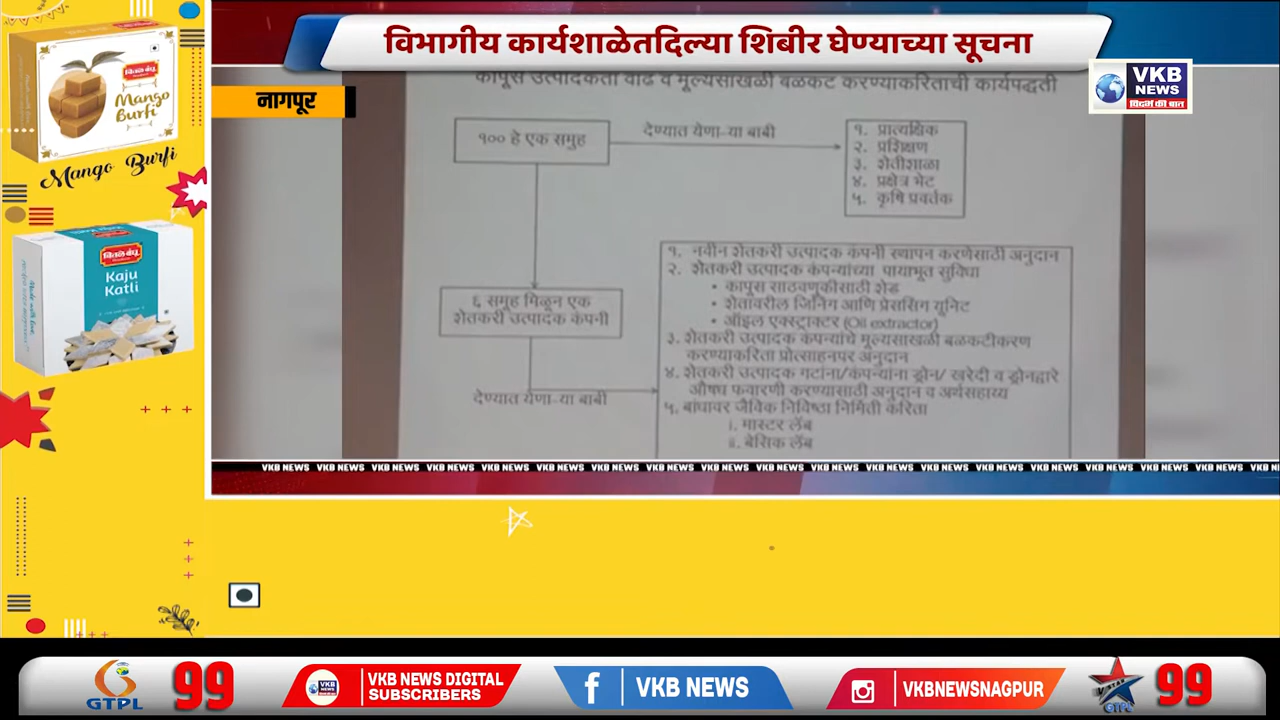 विभागीय कार्यशाळेतदिल्या शिबीर घेण्याच्या सूचना
नागपूर
VKB
NEWS
विदर्भ की बात
कापूस उत्पादकता वाढ व मूल्यसाखळी बळकट करण्याकरिताची कार्यपद्धती
१०० हे एक समुह
देण्यात येणा-या बाबी
१. प्रात्यक्षिक
२. प्रशिक्षण
३. शेतीशाळा
४. प्रक्षेत्र भेट
५. कृषि प्रवर्तक
६ समूह मिळून एक
शेतकरी उत्पादक कंपनी
देण्यात येणा-या बाबी
१. नवीन शेतकरी उत्पादक कंपनी स्थापन करणेसाठी अनुदान
२. शेतकरी उत्पादक कंपन्यांच्या पायाभूत सुविधा
• कापुस साठवणुकीसाठी शेड
• शेतावरील जिनिंग आणि प्रेससिंग यूनिट
• ऑइल एक्स्ट्राक्टर (Oil extractor)
३. शेतकरी उत्पादक कंपन्यांचे मुल्यसाखळी बळकटीकरण
करण्याकरिता प्रोत्साहनपर अनुदान
४. शेतकरी उत्पादक गटांना/कंपन्यांना ड्रोन/ खरेदी व ड्रोनद्वारे
औषध फवारणी करण्यासाठी अनुदान व अर्थसहाय्य
५. बांधावर जैविक निविष्ठा निर्मिती करिता
i. मास्टर लॅब
ii. बेसिक लॅब
Mango
Burfi
Mango Burfi
चितळे बंधू
Kaju
Katli
VKB NEWS VKB NEWS VKB NEWS VKB NEWS VKB NEWS VKB NEWS VKB NEWS VKB NEWS VKB NEWS VKB NEWS VKB NEWS VKB NEWS VKB NEWS VKB NEWS VKB NEWS VKB NEWS VKB NEWS VKB NEWS
GTPL
99
VKB NEWS
VKB NEWS DIGITAL
SUBSCRIBERS
VKB NEWS
VKBNEWSNAGPUR
V STAR
GTPL
99